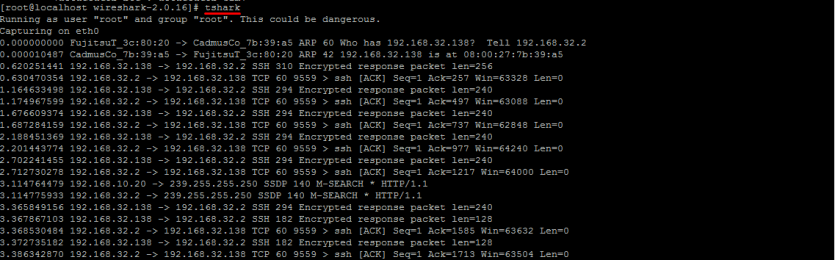 [root@localhost wireshark-2.0.16]# tshark
Running as user "root" and group "root". This could be dangerous.
Capturing on eth0
0.000000000 FujitsuT_3c:80:20 -> CadmusCo_7b:39:a5 ARP 60 Who has 192.168.32.138?  Tell 192.168.32.2
0.000010487 CadmusCo_7b:39:a5 -> FujitsuT_3c:80:20 ARP 42 192.168.32.138 is at 08:00:27:7b:39:a5
0.620251441 192.168.32.138 -> 192.168.32.2 SSH 310 Encrypted response packet len=256
0.630470354 192.168.32.2 -> 192.168.32.138 TCP 60 9559 > ssh [ACK] Seq=1 Ack=257 Win=63328 Len=0
1.164633498 192.168.32.138 -> 192.168.32.2 SSH 294 Encrypted response packet len=240
1.174967599 192.168.32.2 -> 192.168.32.138 TCP 60 9559 > ssh [ACK] Seq=1 Ack=497 Win=63088 Len=0
1.676609374 192.168.32.138 -> 192.168.32.2 SSH 294 Encrypted response packet len=240
1.687284159 192.168.32.2 -> 192.168.32.138 TCP 60 9559 > ssh [ACK] Seq=1 Ack=737 Win=62848 Len=0
2.188451369 192.168.32.138 -> 192.168.32.2 SSH 294 Encrypted response packet len=240
2.201443774 192.168.32.2 -> 192.168.32.138 TCP 60 9559 > ssh [ACK] Seq=1 Ack=977 Win=64240 Len=0
2.702241455 192.168.32.138 -> 192.168.32.2 SSH 294 Encrypted response packet len=240
2.712730278 192.168.32.2 -> 192.168.32.138 TCP 60 9559 > ssh [ACK] Seq=1 Ack=1217 Win=64000 Len=0
3.114764479 192.168.10.20 -> 239.255.255.250 SSDP 140 M-SEARCH * HTTP/1.1
3.114775933 192.168.32.2 -> 239.255.255.250 SSDP 140 M-SEARCH * HTTP/1.1
3.365849156 192.168.32.138 -> 192.168.32.2 SSH 294 Encrypted response packet len=240
3.367867103 192.168.32.138 -> 192.168.32.2 SSH 182 Encrypted response packet len=128
3.368530484 192.168.32.2 -> 192.168.32.138 TCP 60 9559 > ssh [ACK] Seq=1 Ack=1585 Win=63632 Len=0
3.372735182 192.168.32.138 -> 192.168.32.2 SSH 182 Encrypted response packet len=128
3.386342870 192.168.32.2 -> 192.168.32.138 TCP 60 9559 > ssh [ACK] Seq=1 Ack=1713 Win=63504 Len=0